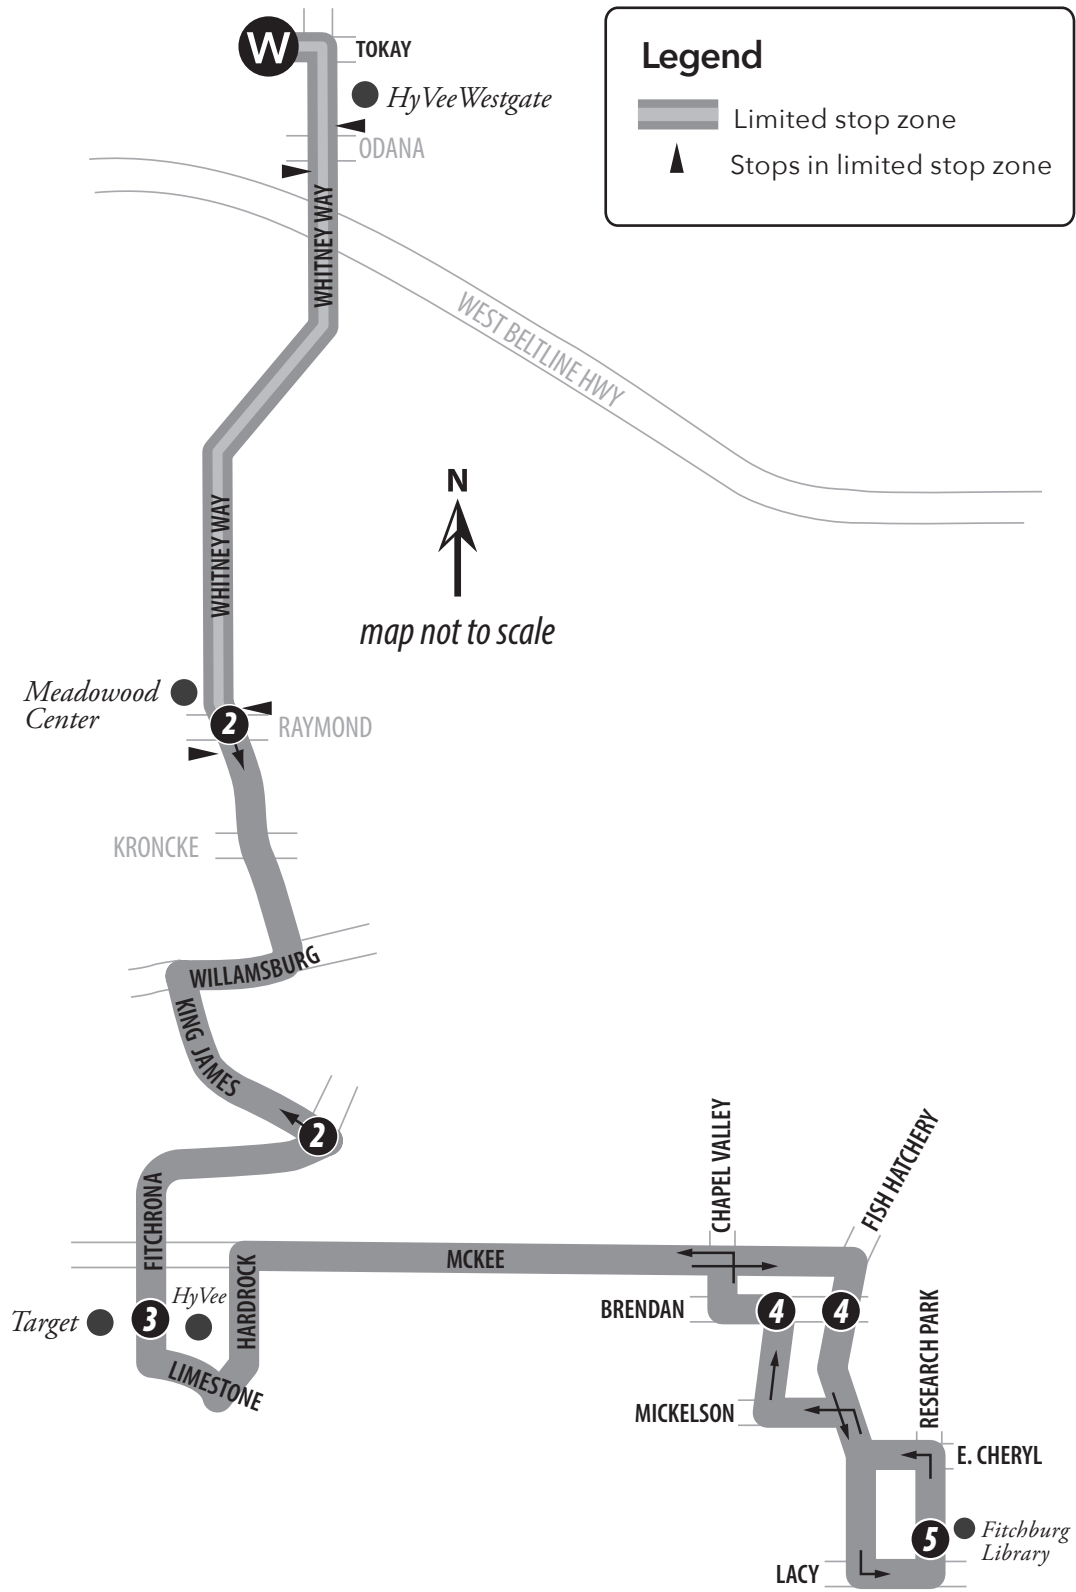 W
TOKAY
HyVee Westgate
ODANA
Legend
Limited stop zone
Stops in limited stop zone
WHITNEY WAY
WEST BELTLINE HWY
WHITNEY WAY
N
map not to scale
Meadowood
Center
2
RAYMOND
KRONCKE
WILLAMSBURG
KING JAMES
2
FITCHRONA
CHAPEL VALLEY
FISH HATCHERY
MCKEE
HARDROCK
HyVee
Target
3
LIMESTONE
BRENDAN
4
4
RESEARCH PARK
MICKELSON
E. CHERYL
5
Fitchburg
Library
LACY